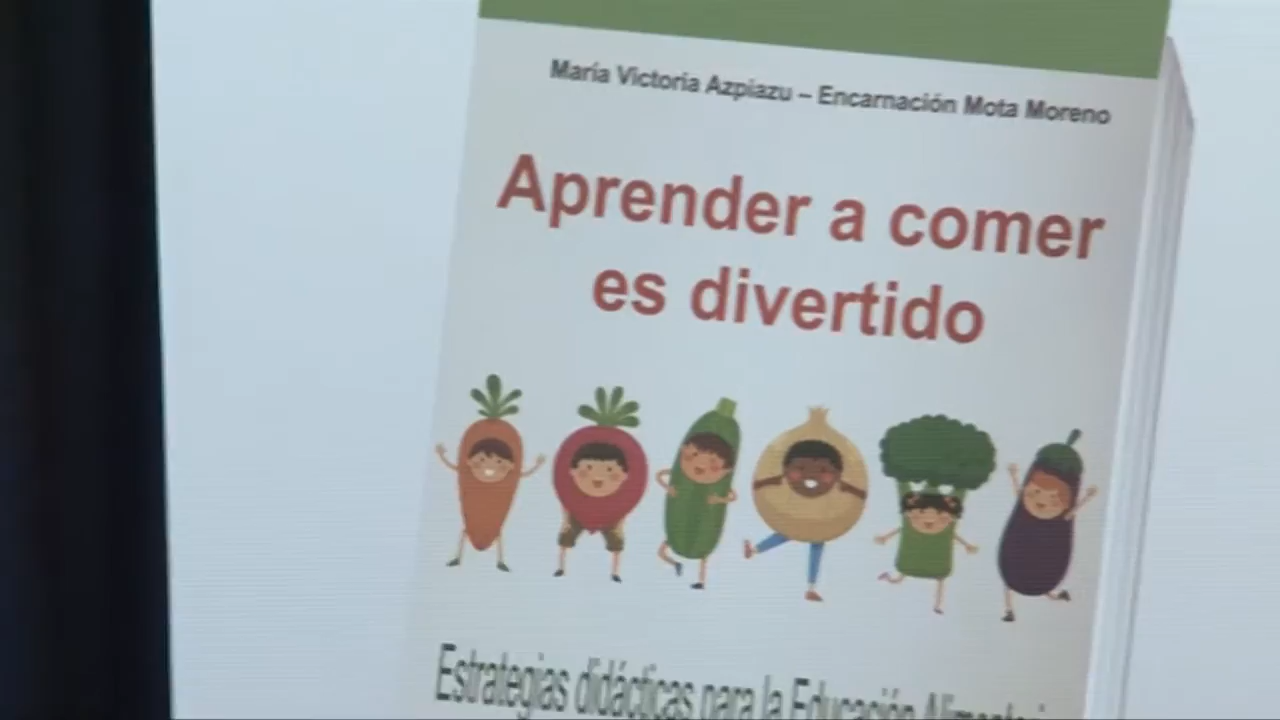 María Victoria Azpiazu – Encarnación Mota Moreno
Aprender a comer
es divertido
Estrategias didácticas para la Educación